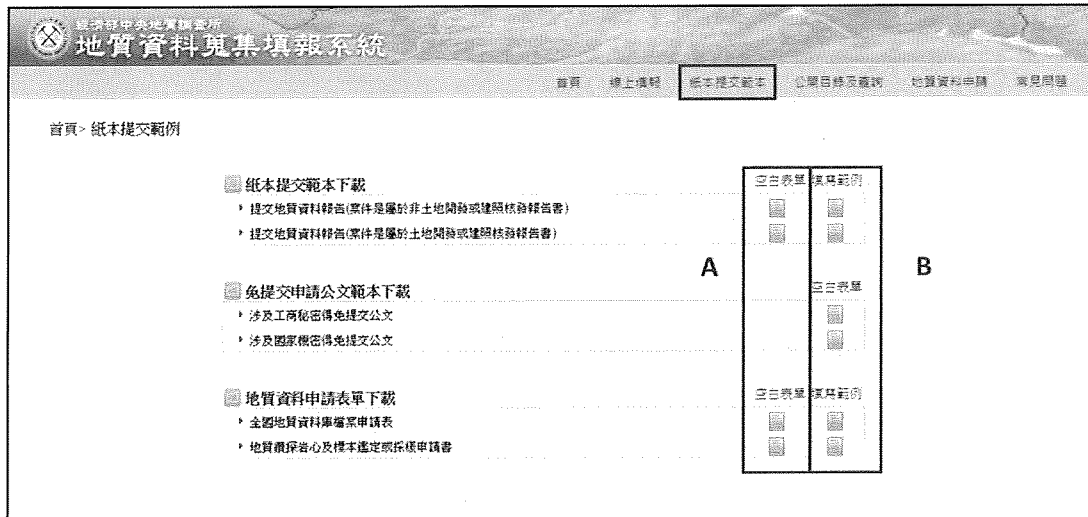 經濟部中央地質調查所
地質資料蒐集填報系統
首頁 線上填報 紙本提交範本 公開目錄及查詢 地質資料申請 常見問題
首頁> 紙本提交範例
紙本提交範本下載 空白表單 填寫範例
提交地質資料報告(案件是屬於非土地開發或建照核發報告書)
提交地質資料報告(案件是屬於土地開發或建照核發報告書)
A B
免提交申請公文範本下載 空白表單
涉及工商秘密得免提交公文
涉及國家機密得免提交公文
地質資料申請表單下載 空白表單 填寫範例
全國地質資料庫檔案申請表
地質鑽探岩心及標本鑑定或採樣申請書